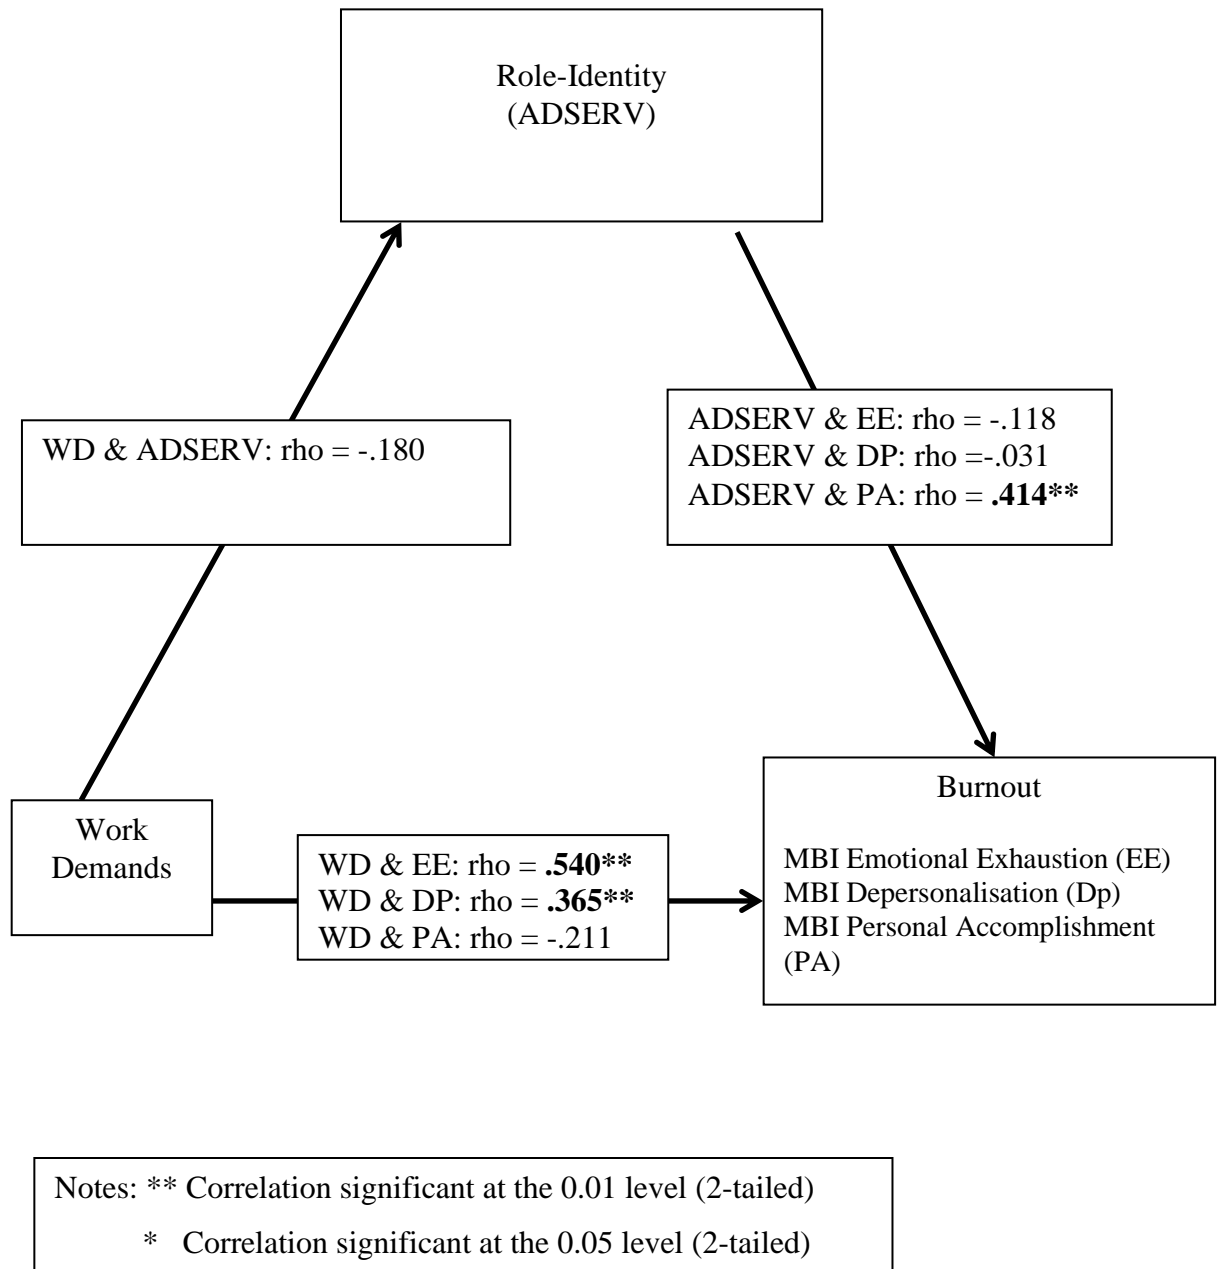 Role-Identity
(ADSERV)
WD & ADSERV: rho = -.180
ADSERV & EE: rho = -.118
ADSERV & DP: rho =-.031
ADSERV & PA: rho = .414**
Work
Demands
WD & EE: rho = .540**
WD & DP: rho = .365**
WD & PA: rho = -.211
Burnout
MBI Emotional Exhaustion (EE)
MBI Depersonalisation (Dp)
MBI Personal Accomplishment
(PA)
Notes: ** Correlation significant at the 0.01 level (2-tailed)
* Correlation significant at the 0.05 level (2-tailed)